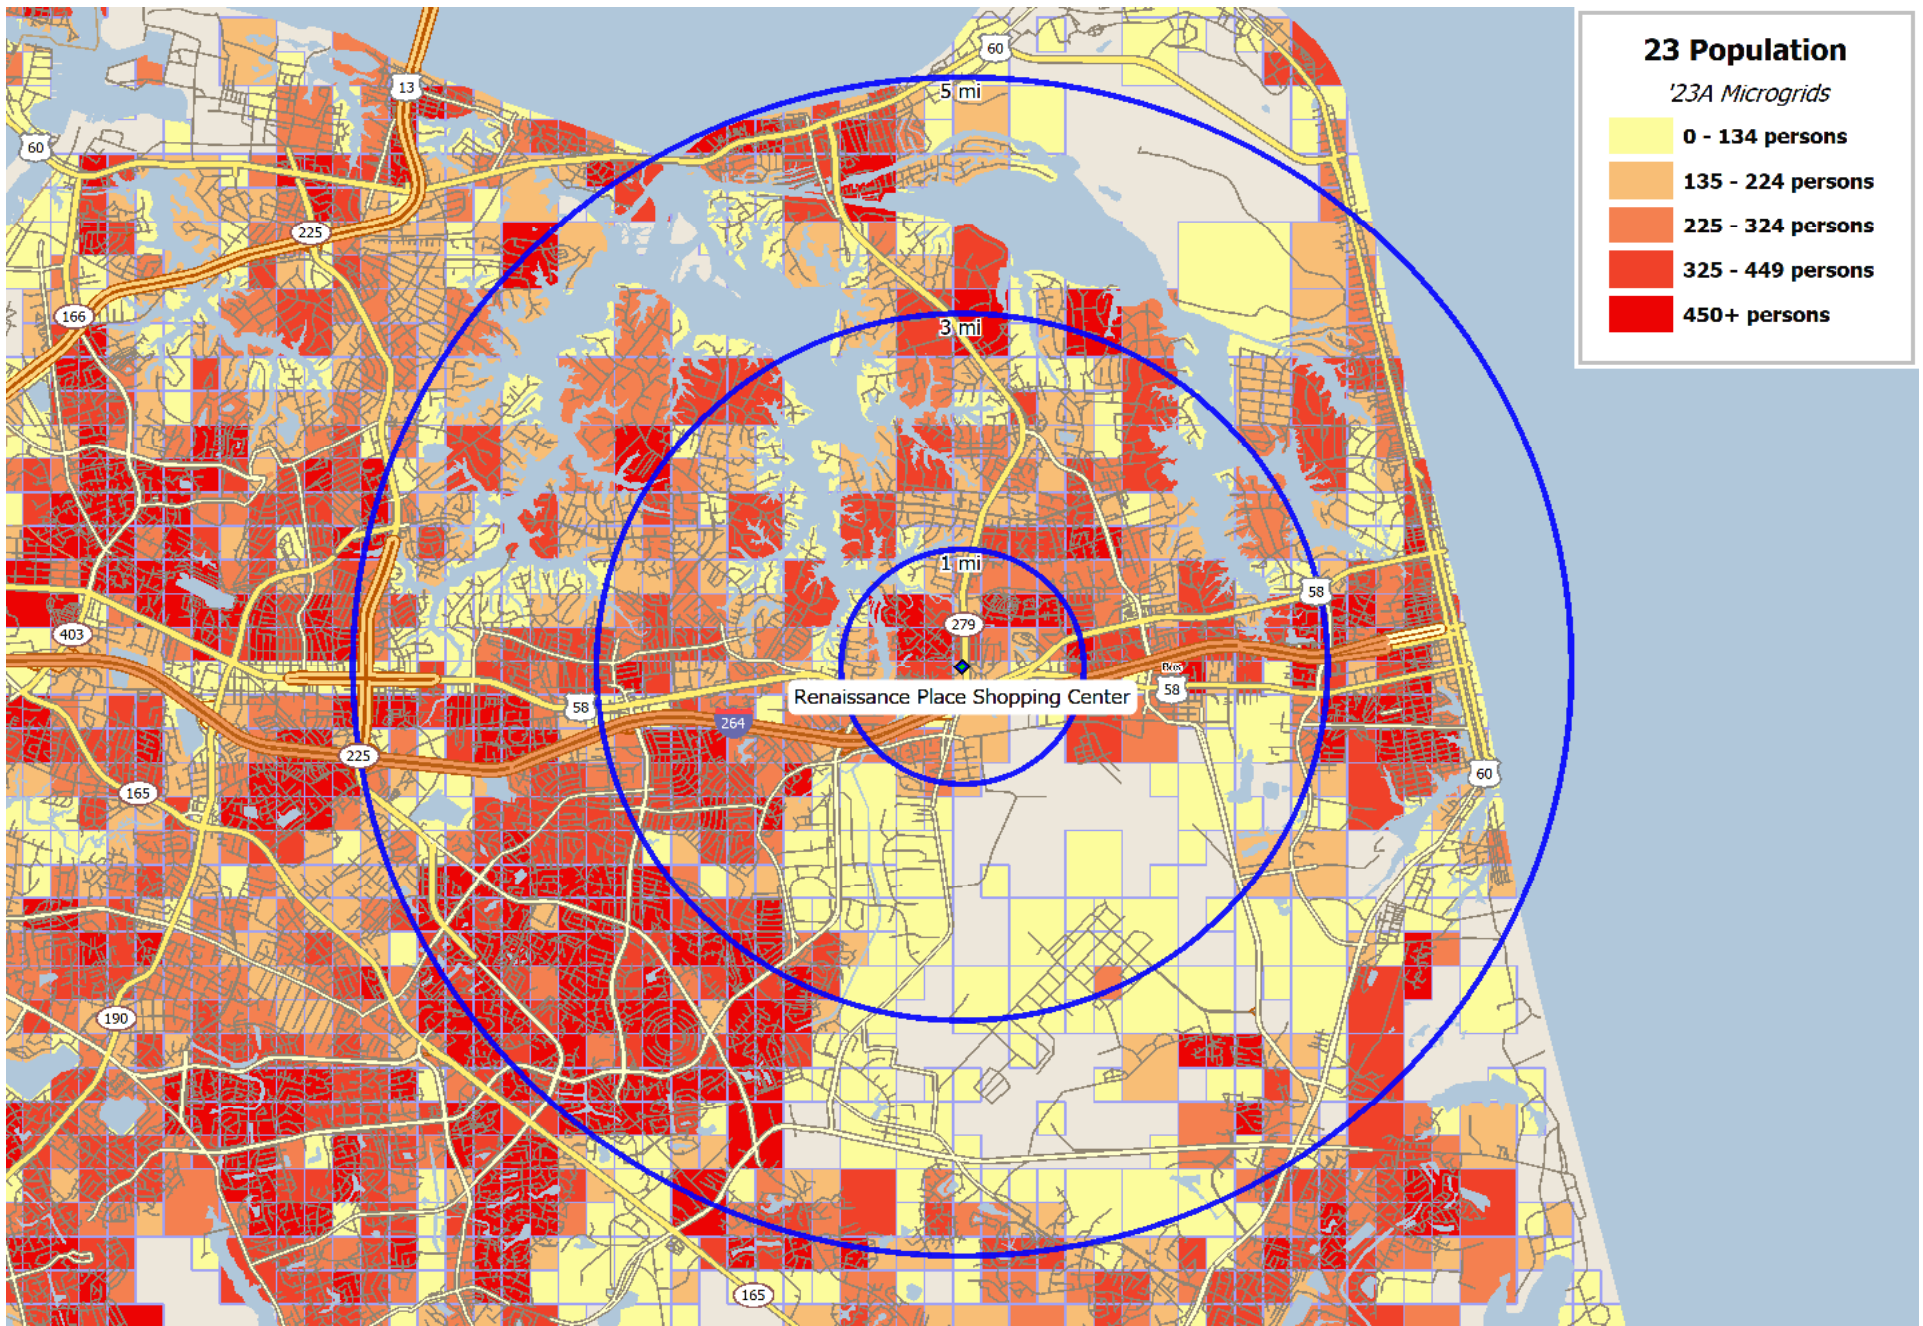 23 Population
'23A Microgrids
0 - 134 persons
135 - 224 persons
225 - 324 persons
325 - 449 persons
450+ persons
60
13
5 mi
60
225
166
3 mi
1 mi
58
403
279
Renaissance Place Shopping Center
58
58
264
225
60
165
190
165